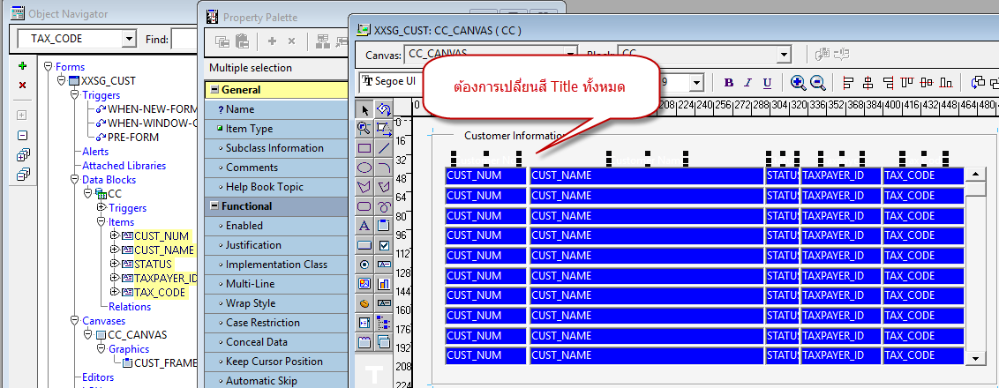 Object Navigator
TAX_CODE
Find:
Forms
XXSG_CUST
Triggers
WHEN-NEW-FORM
WHEN-WINDOW-C
PRE-FORM
Alerts
Attached Libraries
Data Blocks
CC
Triggers
Items
CUST_NUM
CUST_NAME
STATUS
TAXPAYER_ID
TAX_CODE
Relations
Canvases
CC_CANVAS
Graphics
CUST_FRAME
Editors
Property Palette
Multiple selection
General
? Name
Item Type
Subclass Information
Comments
Help Book Topic
Functional
Enabled
Justification
Implementation Class
Multi-Line
Wrap Style
Case Restriction
Conceal Data
Keep Cursor Position
Automatic Skip
XXSG_CUST: CC_CANVAS ( CC )
Canvas: CC_CANVAS
CC
Segoe UI
9
B I U
ต้องการเปลี่ยนสี Title ทั้งหมด
0
208 224 240 256 272 288 304 320 336 352 368 384 400 416 432 448 464 480
0
16
32
48
64
80
96
112
128
144
160
176
192
208
224
Customer Information
CUST_NUM CUST_NAME STATUS TAXPAYER_ID TAX_CODE
CUST_NUM CUST_NAME STATUS TAXPAYER_ID TAX_CODE
CUST_NUM CUST_NAME STATUS TAXPAYER_ID TAX_CODE
CUST_NUM CUST_NAME STATUS TAXPAYER_ID TAX_CODE
CUST_NUM CUST_NAME STATUS TAXPAYER_ID TAX_CODE
CUST_NUM CUST_NAME STATUS TAXPAYER_ID TAX_CODE
CUST_NUM CUST_NAME STATUS TAXPAYER_ID TAX_CODE
CUST_NUM CUST_NAME STATUS TAXPAYER_ID TAX_CODE
CUST_NUM CUST_NAME STATUS TAXPAYER_ID TAX_CODE
CUST_NUM CUST_NAME STATUS TAXPAYER_ID TAX_CODE